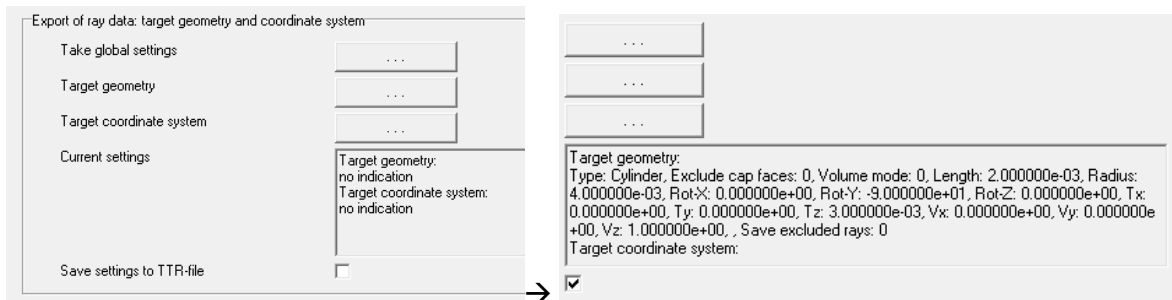 Export of ray data: target geometry and coordinate system
Take global settings
. . .
Target geometry
. . .
Target coordinate system
. . .
Current settings
Target geometry:
no indication
Target coordinate system:
no indication
Save settings to TTR-file
→
. . .
. . .
. . .
Target geometry:
Type: Cylinder, Exclude cap faces: 0, Volume mode: 0, Length: 2.000000e-03, Radius:
4.000000e-03, Rot-X: 0.000000e+00, Rot-Y: -9.000000e+01, Rot-Z: 0.000000e+00, Tx:
0.000000e+00, Ty: 0.000000e+00, Tz: 3.000000e-03, Vx: 0.000000e+00, Vy: 0.000000e
+00, Vz: 1.000000e+00, , Save excluded rays: 0
Target coordinate system: